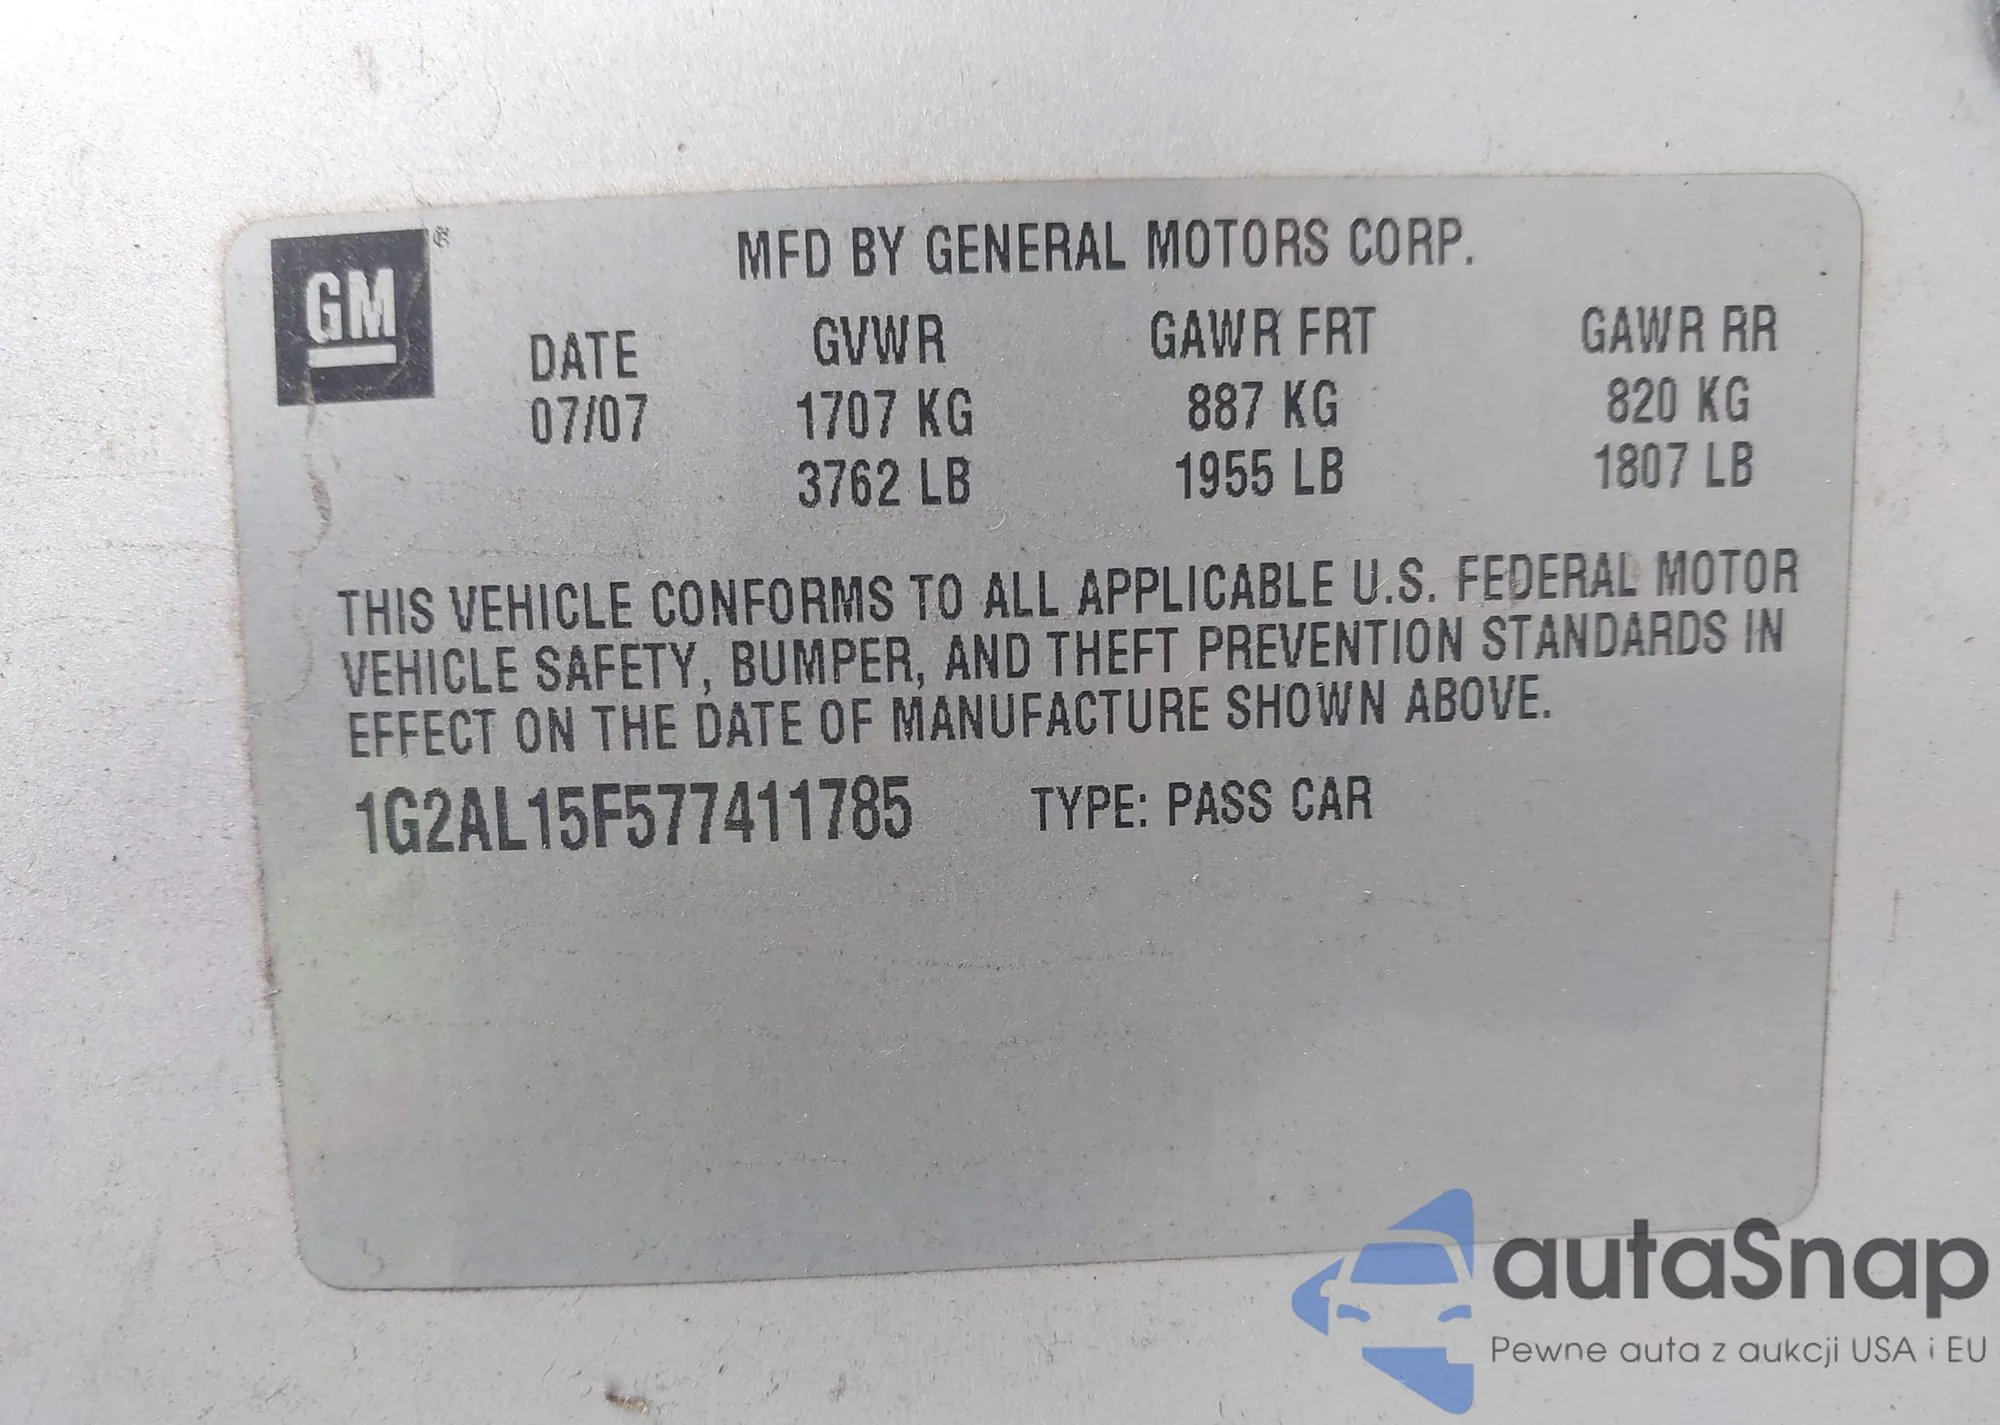 GM®
MFD BY GENERAL MOTORS CORP.
DATE GVWR GAWR FRT GAWR RR
07/07 1707 KG 887 KG 820 KG
3762 LB 1955 LB 1807 LB
THIS VEHICLE CONFORMS TO ALL APPLICABLE U.S. FEDERAL MOTOR
VEHICLE SAFETY, BUMPER, AND THEFT PREVENTION STANDARDS IN
EFFECT ON THE DATE OF MANUFACTURE SHOWN ABOVE.
1G2AL15F577411785 TYPE: PASS CAR
autaSnap
Pewne auta z aukcji USA i EU